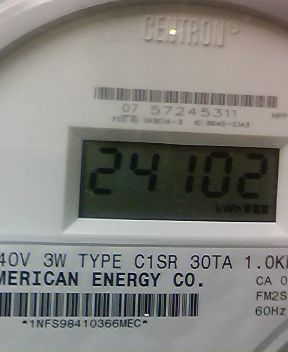 CENTRON®
07 57245311
24102
kWh
40V 3W TYPE C1SR 30TA 1.0K
MERICAN ENERGY CO.
CA 0
FM2S
60Hz
*1NFS98410366MEC*